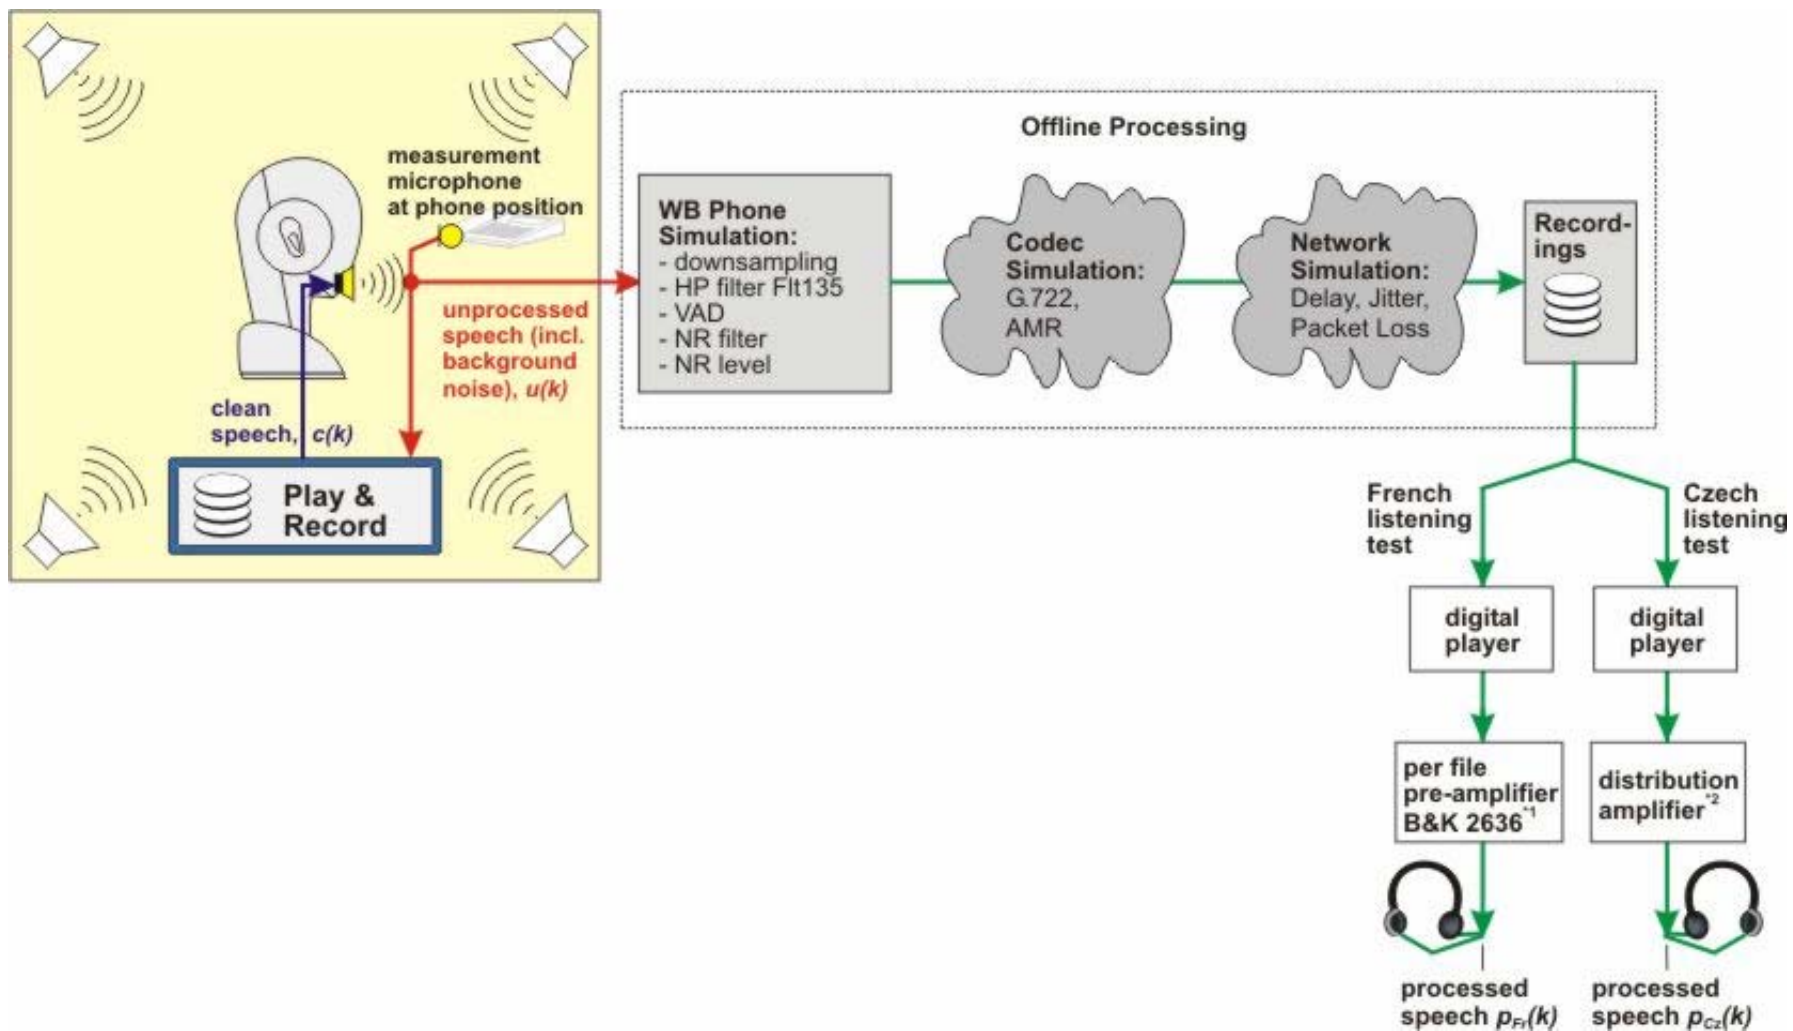 measurement
microphone
at phone position
unprocessed
speech (incl.
background
noise), u(k)
clean
speech, c(k)
Play &
Record
Offline Processing
WB Phone
Simulation:
- downsampling
- HP filter Flt135
- VAD
- NR filter
- NR level
Codec
Simulation:
G.722,
AMR
Network
Simulation:
Delay, Jitter,
Packet Loss
Record-
ings
French
listening
test
Czech
listening
test
digital
player
digital
player
per file
pre-amplifier
B&K 2636*1
distribution
amplifier*2
processed
speech pFr(k)
processed
speech pCz(k)